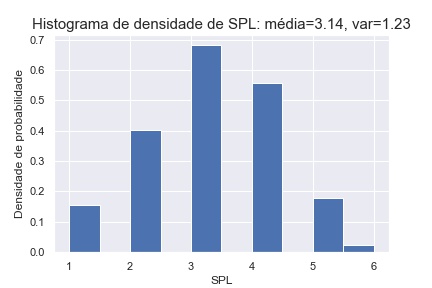 Histograma de densidade de SPL: média=3.14, var=1.23
Densidade de probabilidade
0.7
0.6
0.5
0.4
0.3
0.2
0.1
0.0
1 2 3 4 5 6
SPL